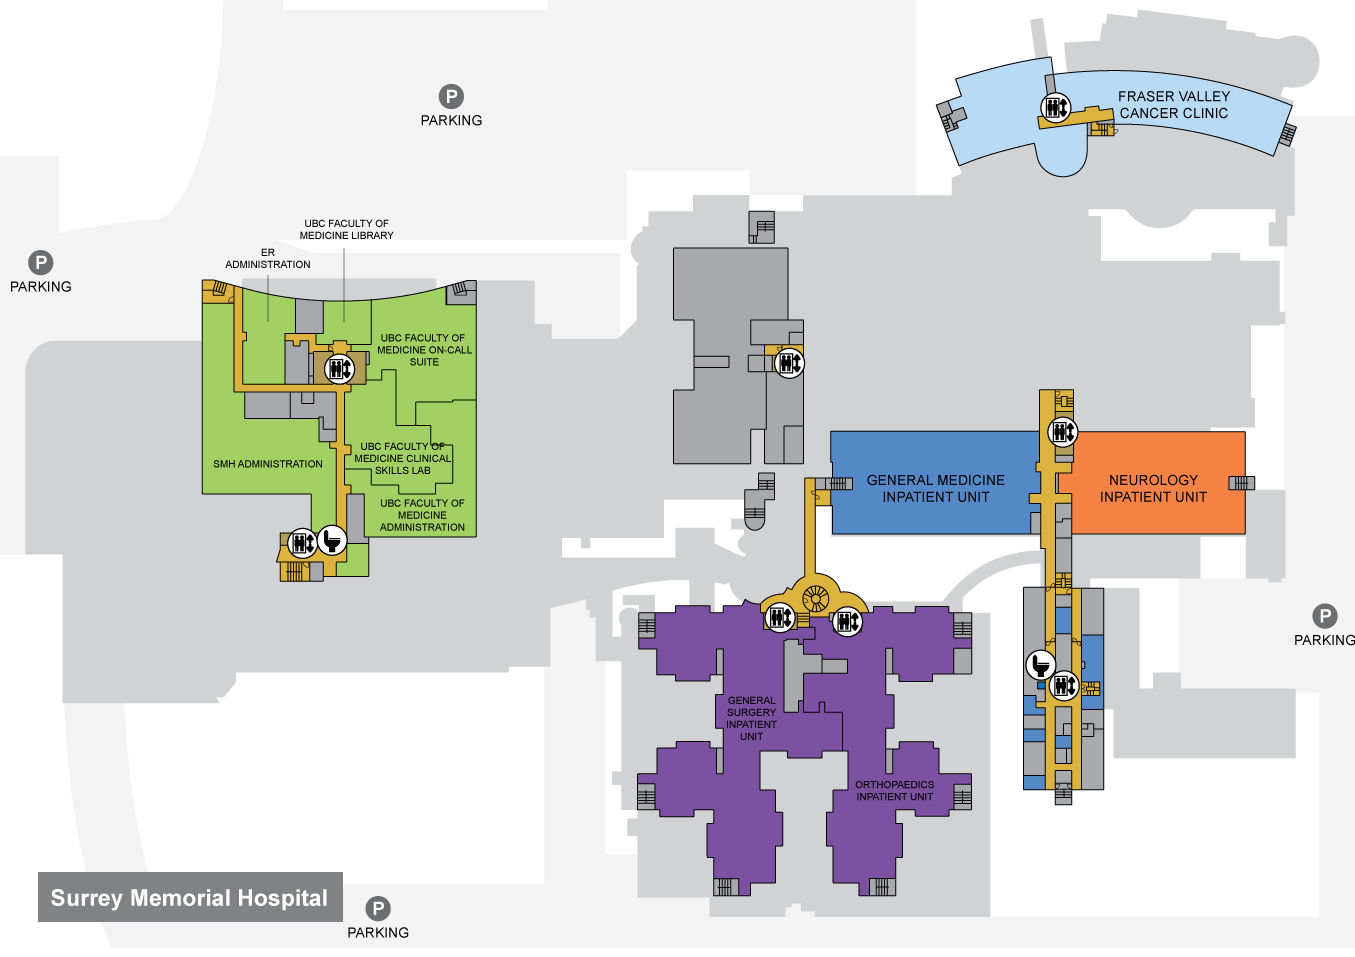 P
PARKING
FRASER VALLEY
CANCER CLINIC
UBC FACULTY OF
MEDICINE LIBRARY
ER
ADMINISTRATION
P
PARKING
UBC FACULTY OF
MEDICINE ON-CALL
SUITE
UBC FACULTY OF
MEDICINE CLINICAL
SKILLS LAB
SMH ADMINISTRATION
UBC FACULTY OF
MEDICINE
ADMINISTRATION
GENERAL MEDICINE
INPATIENT UNIT
NEUROLOGY
INPATIENT UNIT
P
PARKING
GENERAL
SURGERY
INPATIENT
UNIT
ORTHOPAEDICS
INPATIENT UNIT
Surrey Memorial Hospital
P
PARKING